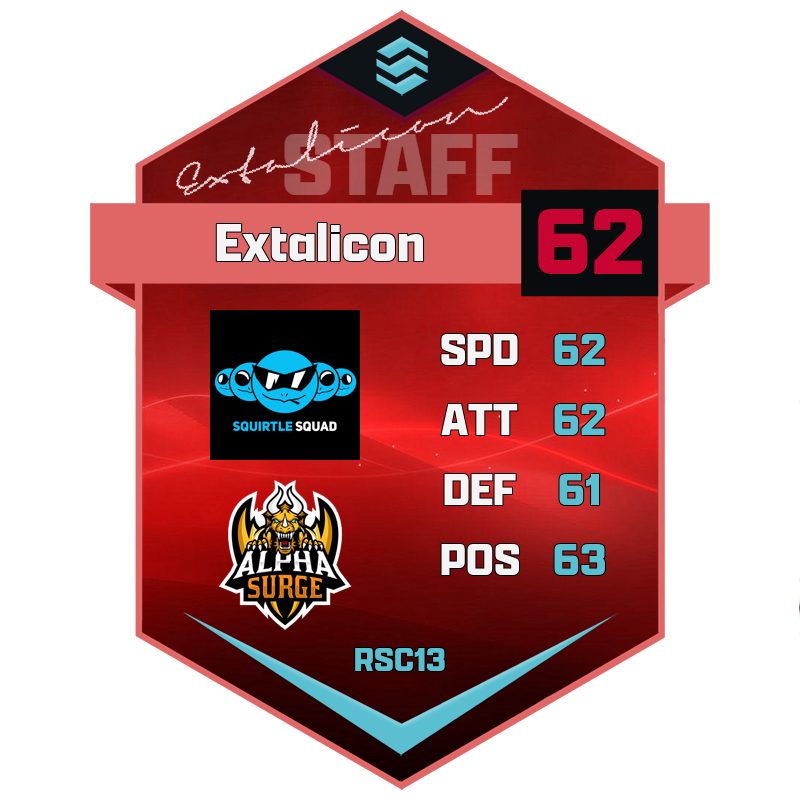 STAFF
Extalicon
Extalicon 62
SPD 62
ATT 62
SQUIRTLE SQUAD
DEF 61
POS 63
ALPHA
SURGE
RSC13